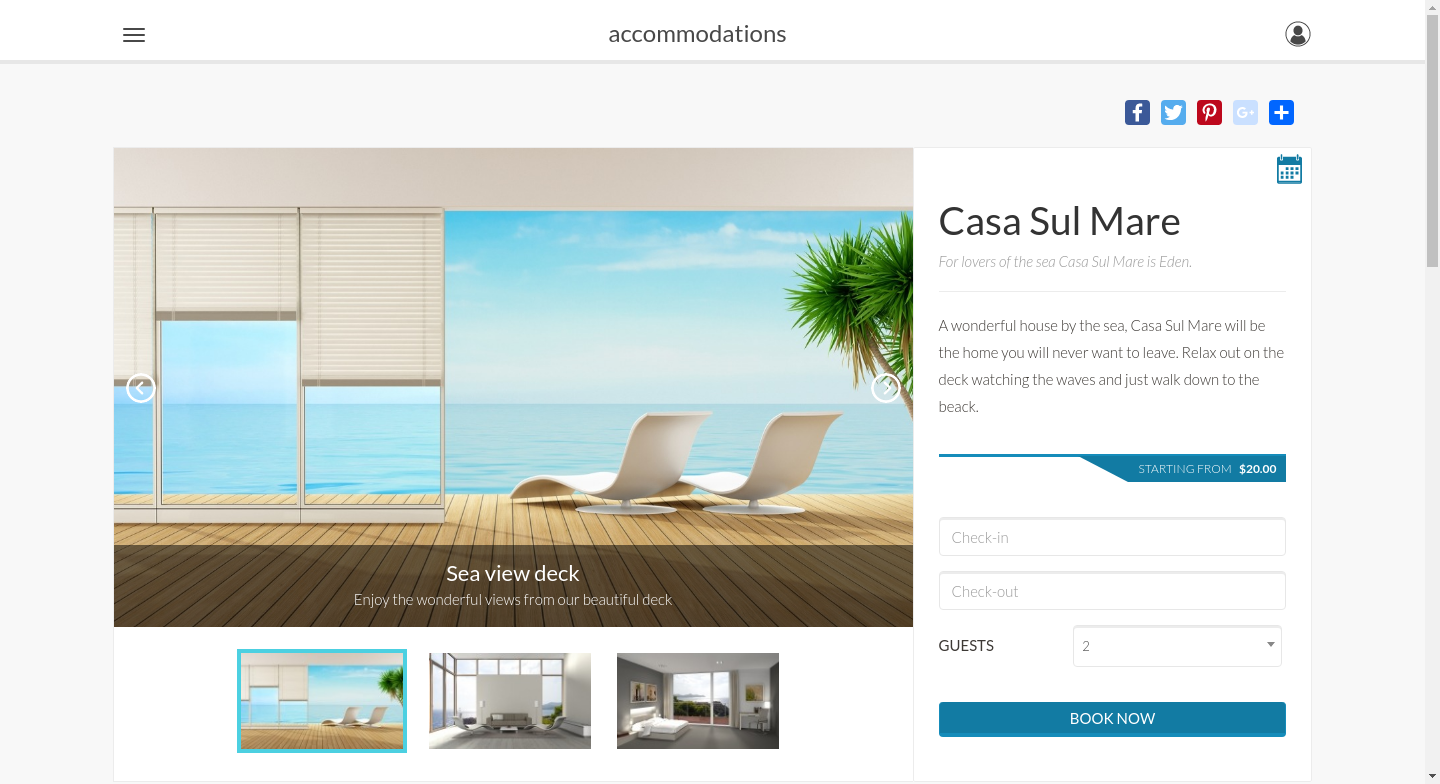 accommodations
Casa Sul Mare
For lovers of the sea Casa Sul Mare is Eden.
A wonderful house by the sea, Casa Sul Mare will be
the home you will never want to leave. Relax out on the
deck watching the waves and just walk down to the
beack.
STARTING FROM $20.00
Check-in
Check-out
GUESTS 2
BOOK NOW
Sea view deck
Enjoy the wonderful views from our beautiful deck